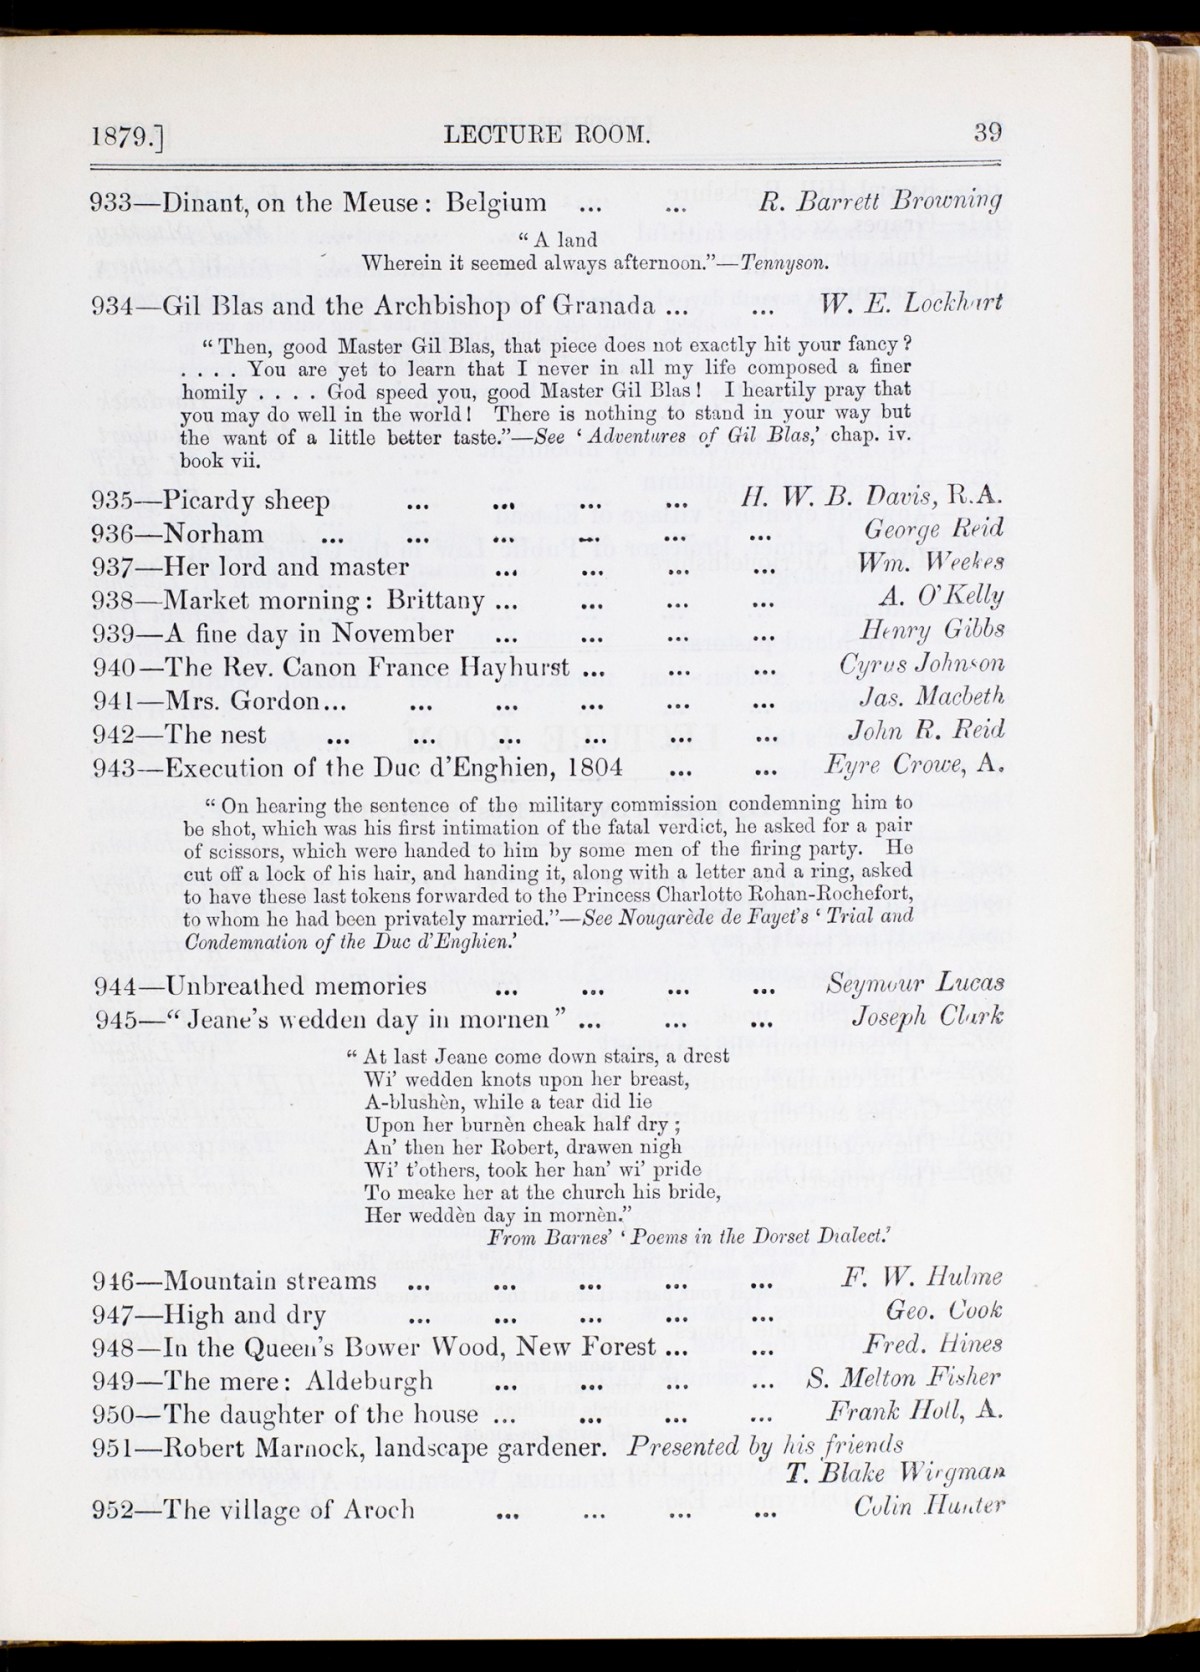 1879.] LECTURE ROOM. 39
933—Dinant, on the Meuse: Belgium ... ... R. Barrett Browning
“A land
Wherein it seemed always afternoon.”—Tennyson.
934—Gil Blas and the Archbishop of Granada ... ... W. E. Lockhart
“Then, good Master Gil Blas, that piece does not exactly hit your fancy?
. . . . You are yet to learn that I never in all my life composed a finer
homily . . . . God speed you, good Master Gil Blas! I heartily pray that
you may do well in the world! There is nothing to stand in your way but
the want of a little better taste.”—See ‘Adventures of Gil Blas,’ chap. iv.
book vii.
935—Picardy sheep ... ... ... ... H. W. B. Davis, R.A.
936—Norham ... ... ... ... ... ... George Reid
937—Her lord and master ... ... ... ... Wm. Weekes
938—Market morning: Brittany ... ... ... ... A. O'Kelly
939—A fine day in November ... ... ... ... Henry Gibbs
940—The Rev. Canon France Hayhurst ... ... ... Cyrus Johnson
941—Mrs. Gordon... ... ... ... ... ... Jas. Macbeth
942—The nest ... ... ... ... ... ... John R. Reid
943—Execution of the Duc d'Enghien, 1804 ... ... Eyre Crowe, A.
“On hearing the sentence of the military commission condemning him to
be shot, which was his first intimation of the fatal verdict, he asked for a pair
of scissors, which were handed to him by some men of the firing party. He
cut off a lock of his hair, and handing it, along with a letter and a ring, asked
to have these last tokens forwarded to the Princess Charlotte Rohan-Rochefort,
to whom he had been privately married.”—See Nougarède de Fayet's ‘Trial and
Condemnation of the Duc d'Enghien.’
944—Unbreathed memories ... ... ... ... Seymour Lucas
945—“Jeane's wedden day in mornen” ... ... ... Joseph Clark
“At last Jeane come down stairs, a drest
Wi' wedden knots upon her breast,
A-blushèn, while a tear did lie
Upon her burnèn cheak half dry;
An' then her Robert, drawen nigh
Wi' t'others, took her han' wi' pride
To meake her at the church his bride,
Her weddèn day in mornèn.”
From Barnes' ‘Poems in the Dorset Dialect.’
946—Mountain streams ... ... ... ... F. W. Hulme
947—High and dry ... ... ... ... ... Geo. Cook
948—In the Queen's Bower Wood, New Forest ... ... Fred. Hines
949—The mere: Aldeburgh ... ... ... ... S. Melton Fisher
950—The daughter of the house ... ... ... ... Frank Holl, A.
951—Robert Marnock, landscape gardener. Presented by his friends
T. Blake Wirgman
952—The village of Aroch ... ... ... ... Colin Hunter